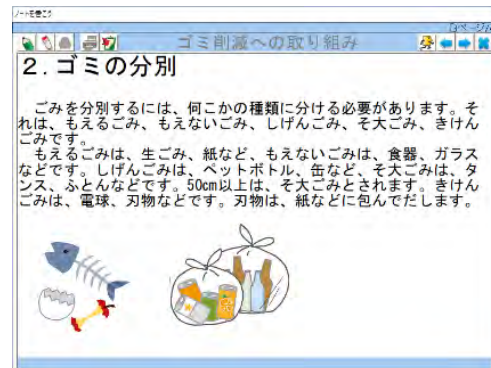 ノートを書こう
ゴミ削減への取り組み
2.ゴミの分別
ごみを分別するには、何こかの種類に分ける必要があります。そ
れは、もえるごみ、もえないごみ、しげんごみ、そ大ごみ、きけん
ごみです。
もえるごみは、生ごみ、紙など、もえないごみは、食器、ガラス
などです。しげんごみは、ペットボトル、缶など、そ大ごみは、タ
ンス、ふとんなどです。50cm以上は、そ大ごみとされます。きけん
ごみは、電球、刃物などです。刃物は、紙などに包んでだします。